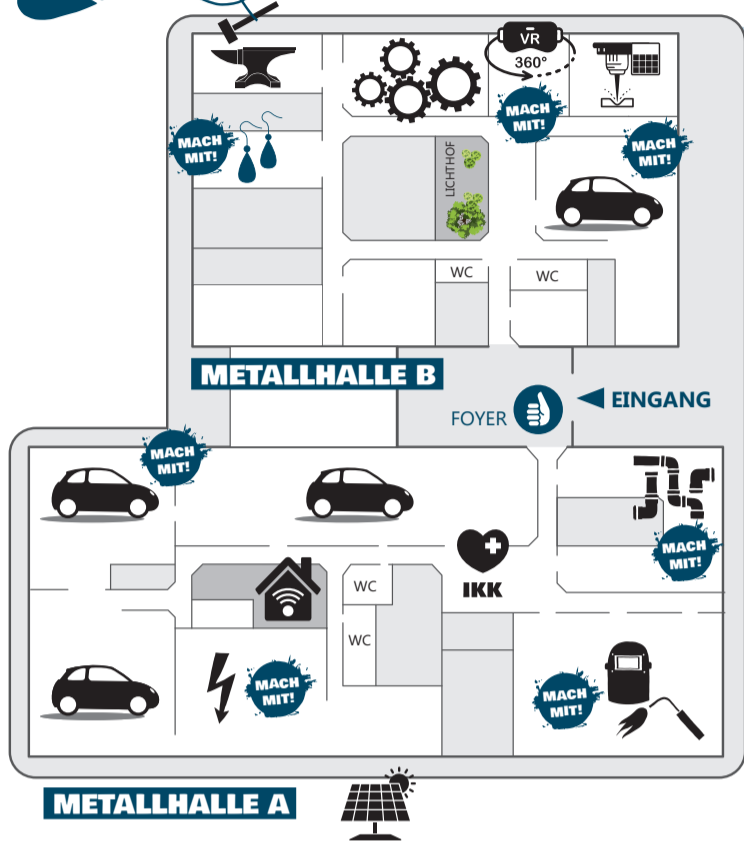 VR
360°
MACH
MIT!
MACH
MIT!
MACH
MIT!
LICHTHOF
WC
WC
METALLHALLE B
FOYER
EINGANG
MACH
MIT!
MACH
MIT!
IKK
WC
WC
MACH
MIT!
MACH
MIT!
METALLHALLE A